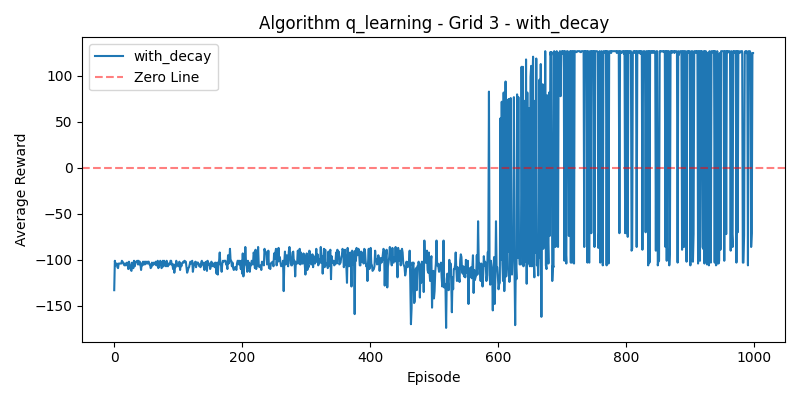 Algorithm q_learning - Grid 3 - with_decay
with_decay
Zero Line
Average Reward
100
50
0
−50
−100
−150
0 200 400 600 800 1000
Episode